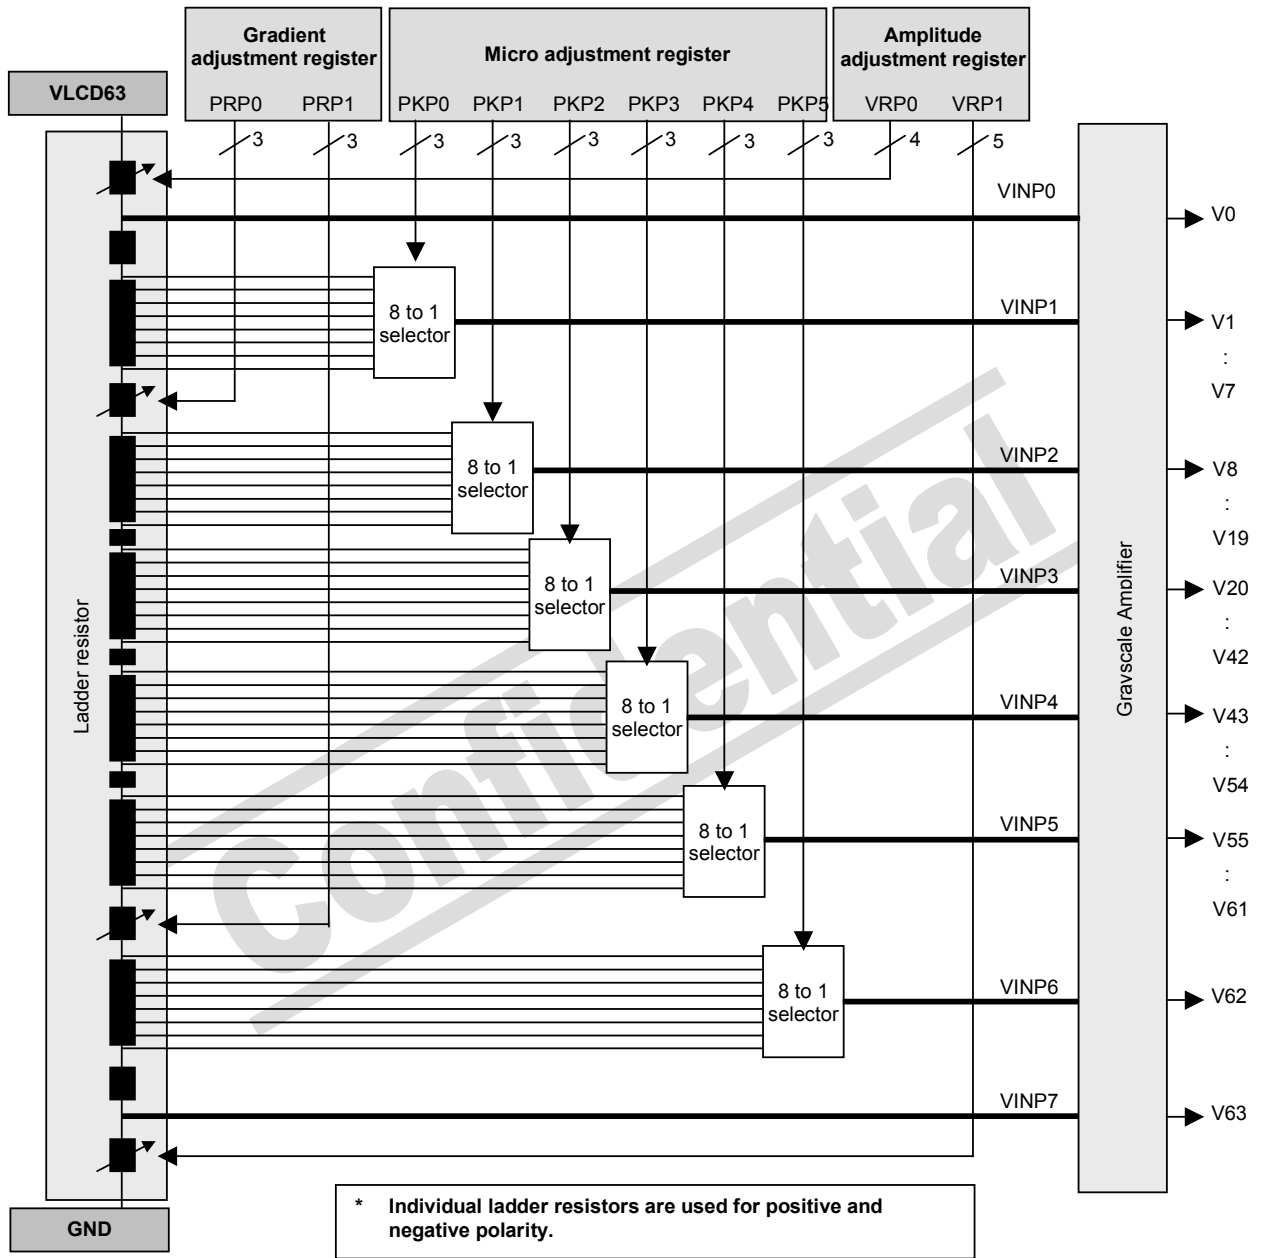 Gradient
adjustment register
Micro adjustment register
Amplitude
adjustment register
VLCD63
PRP0 PRP1 PKP0 PKP1 PKP2 PKP3 PKP4 PKP5 VRP0 VRP1
3 3 3 3 3 3 3 3 4 5
VINP0
V0
8 to 1
selector
VINP1
V1
:
V7
8 to 1
selector
VINP2
V8
:
V19
8 to 1
selector
VINP3
V20
:
V42
8 to 1
selector
VINP4
V43
:
V54
8 to 1
selector
VINP5
V55
:
V61
8 to 1
selector
VINP6
V62
VINP7
V63
Ladder resistor
Grayscale Amplifier
Confidential
GND
* Individual ladder resistors are used for positive and
negative polarity.